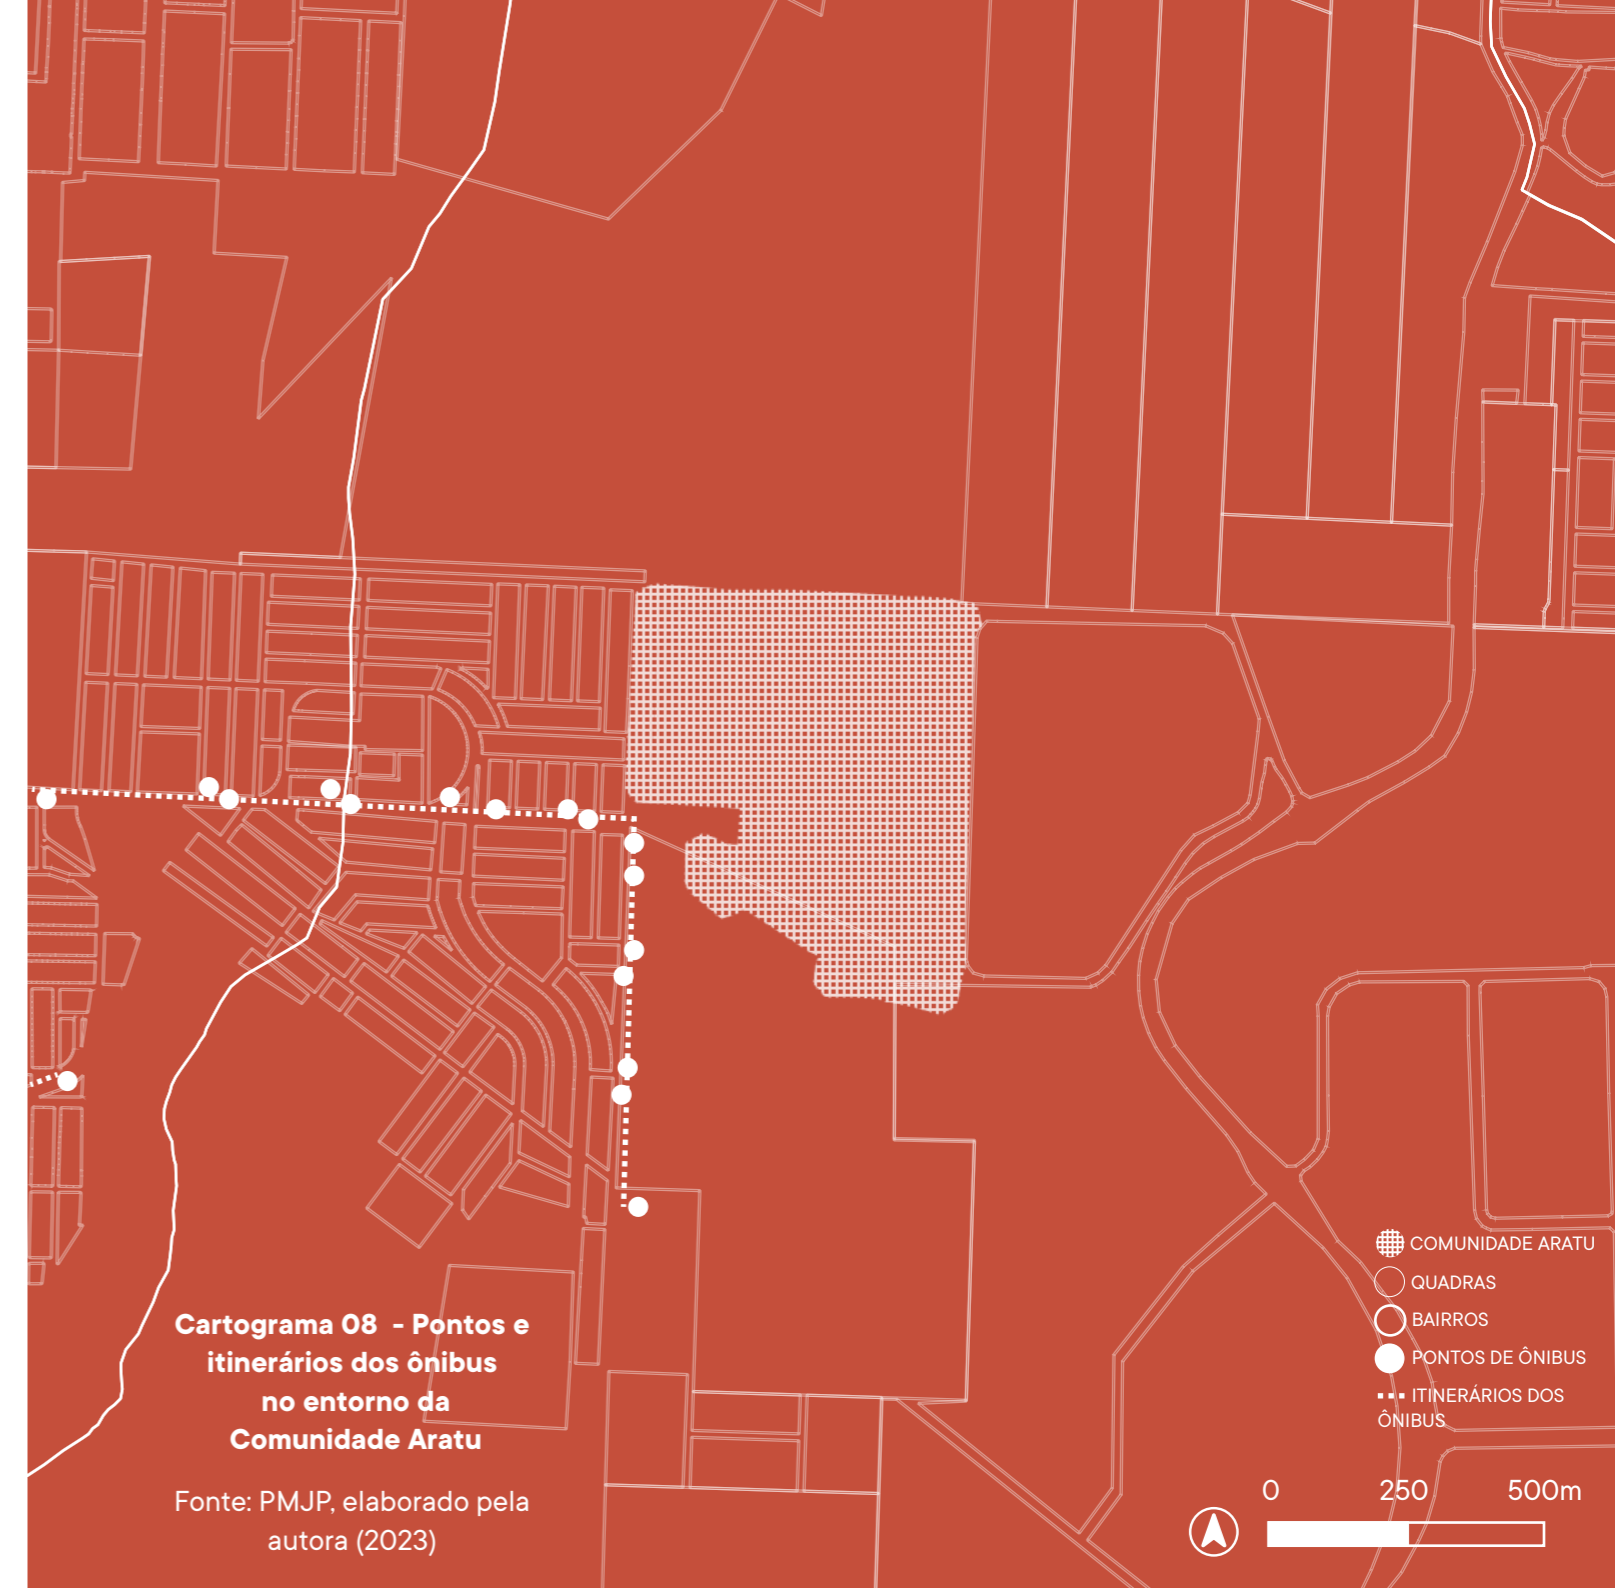 COMUNIDADE ARATU
QUADRAS
BAIRROS
PONTOS DE ÔNIBUS
ITINERÁRIOS DOS
ÔNIBUS
Cartograma 08 - Pontos e
itinerários dos ônibus
no entorno da
Comunidade Aratu
Fonte: PMJP, elaborado pela
autora (2023)
0 250 500m